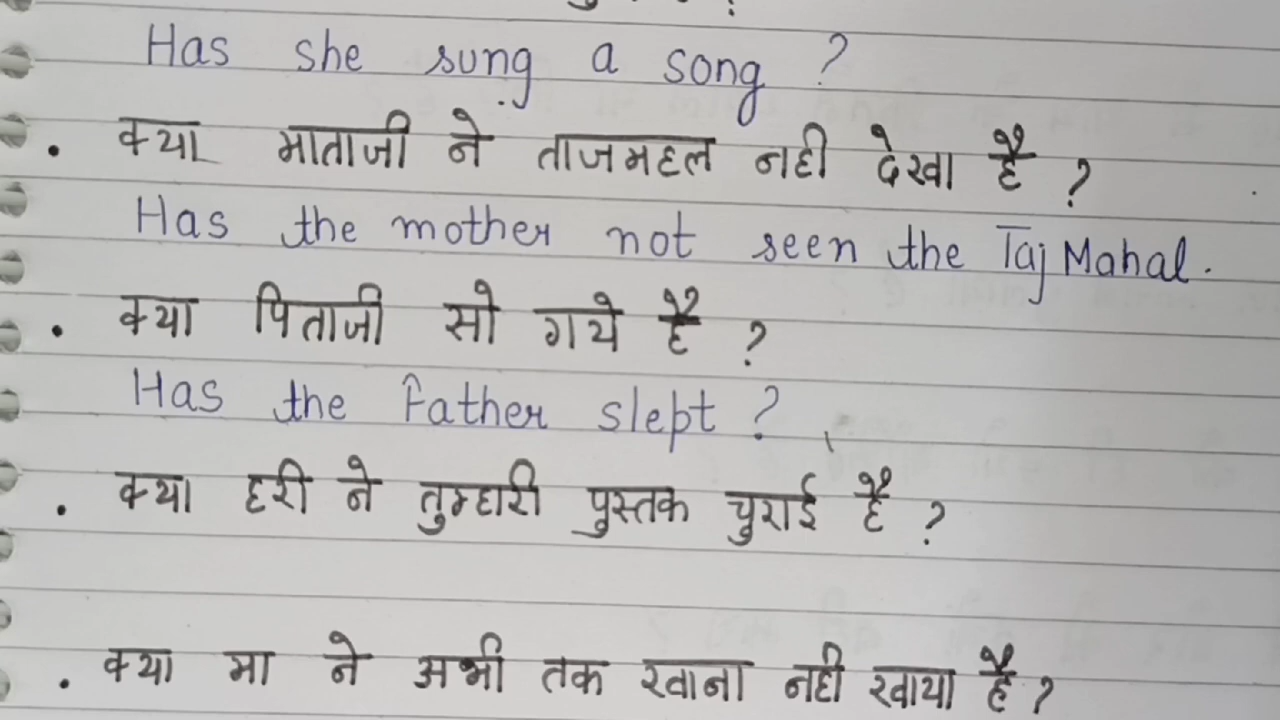 Has she sung a song ?
. क्या माताजी ने ताजमहल नही देखा है ?
Has the mother not seen the Taj Mahal.
. क्या पिताजी सो गये है ?
Has the Father slept ?
. क्या हरी ने तुम्हारी पुस्तक चुराई है ?
. क्या मा ने अभी तक खाना नही खाया है ?